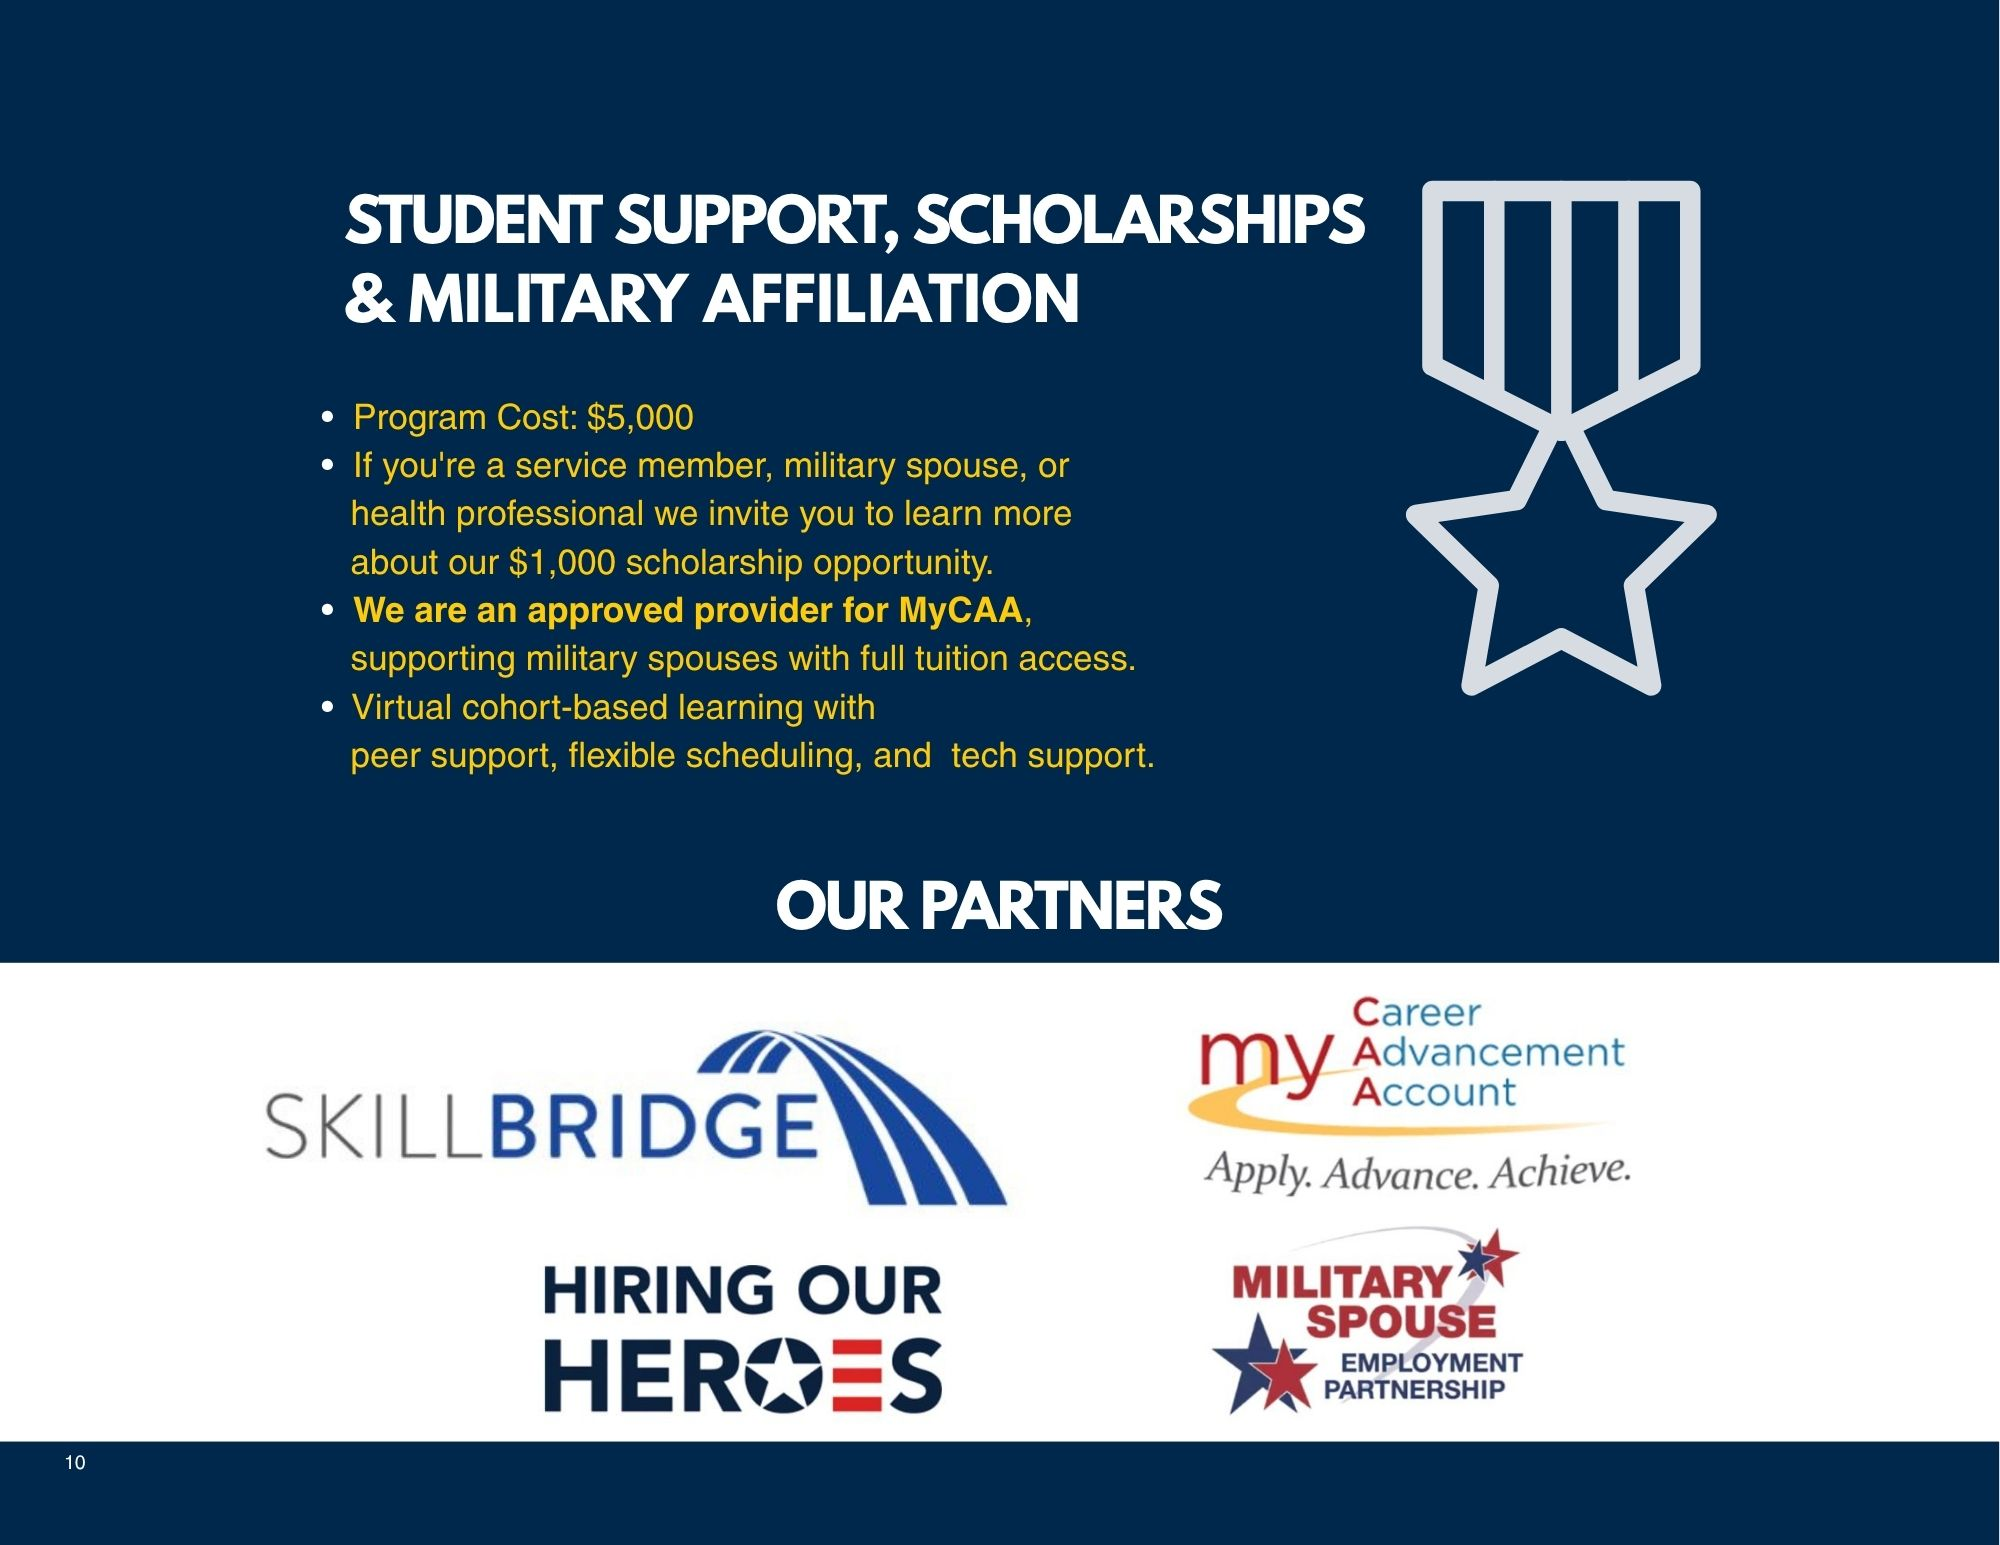 STUDENT SUPPORT, SCHOLARSHIPS
& MILITARY AFFILIATION
• Program Cost: $5,000
• If you're a service member, military spouse, or
health professional we invite you to learn more
about our $1,000 scholarship opportunity.
• We are an approved provider for MyCAA,
supporting military spouses with full tuition access.
• Virtual cohort-based learning with
peer support, flexible scheduling, and  tech support.
OUR PARTNERS
SKILLBRIDGE
my Career
Advancement
Account
Apply. Advance. Achieve.
HIRING OUR
HEROES
MILITARY
SPOUSE
EMPLOYMENT
PARTNERSHIP
10